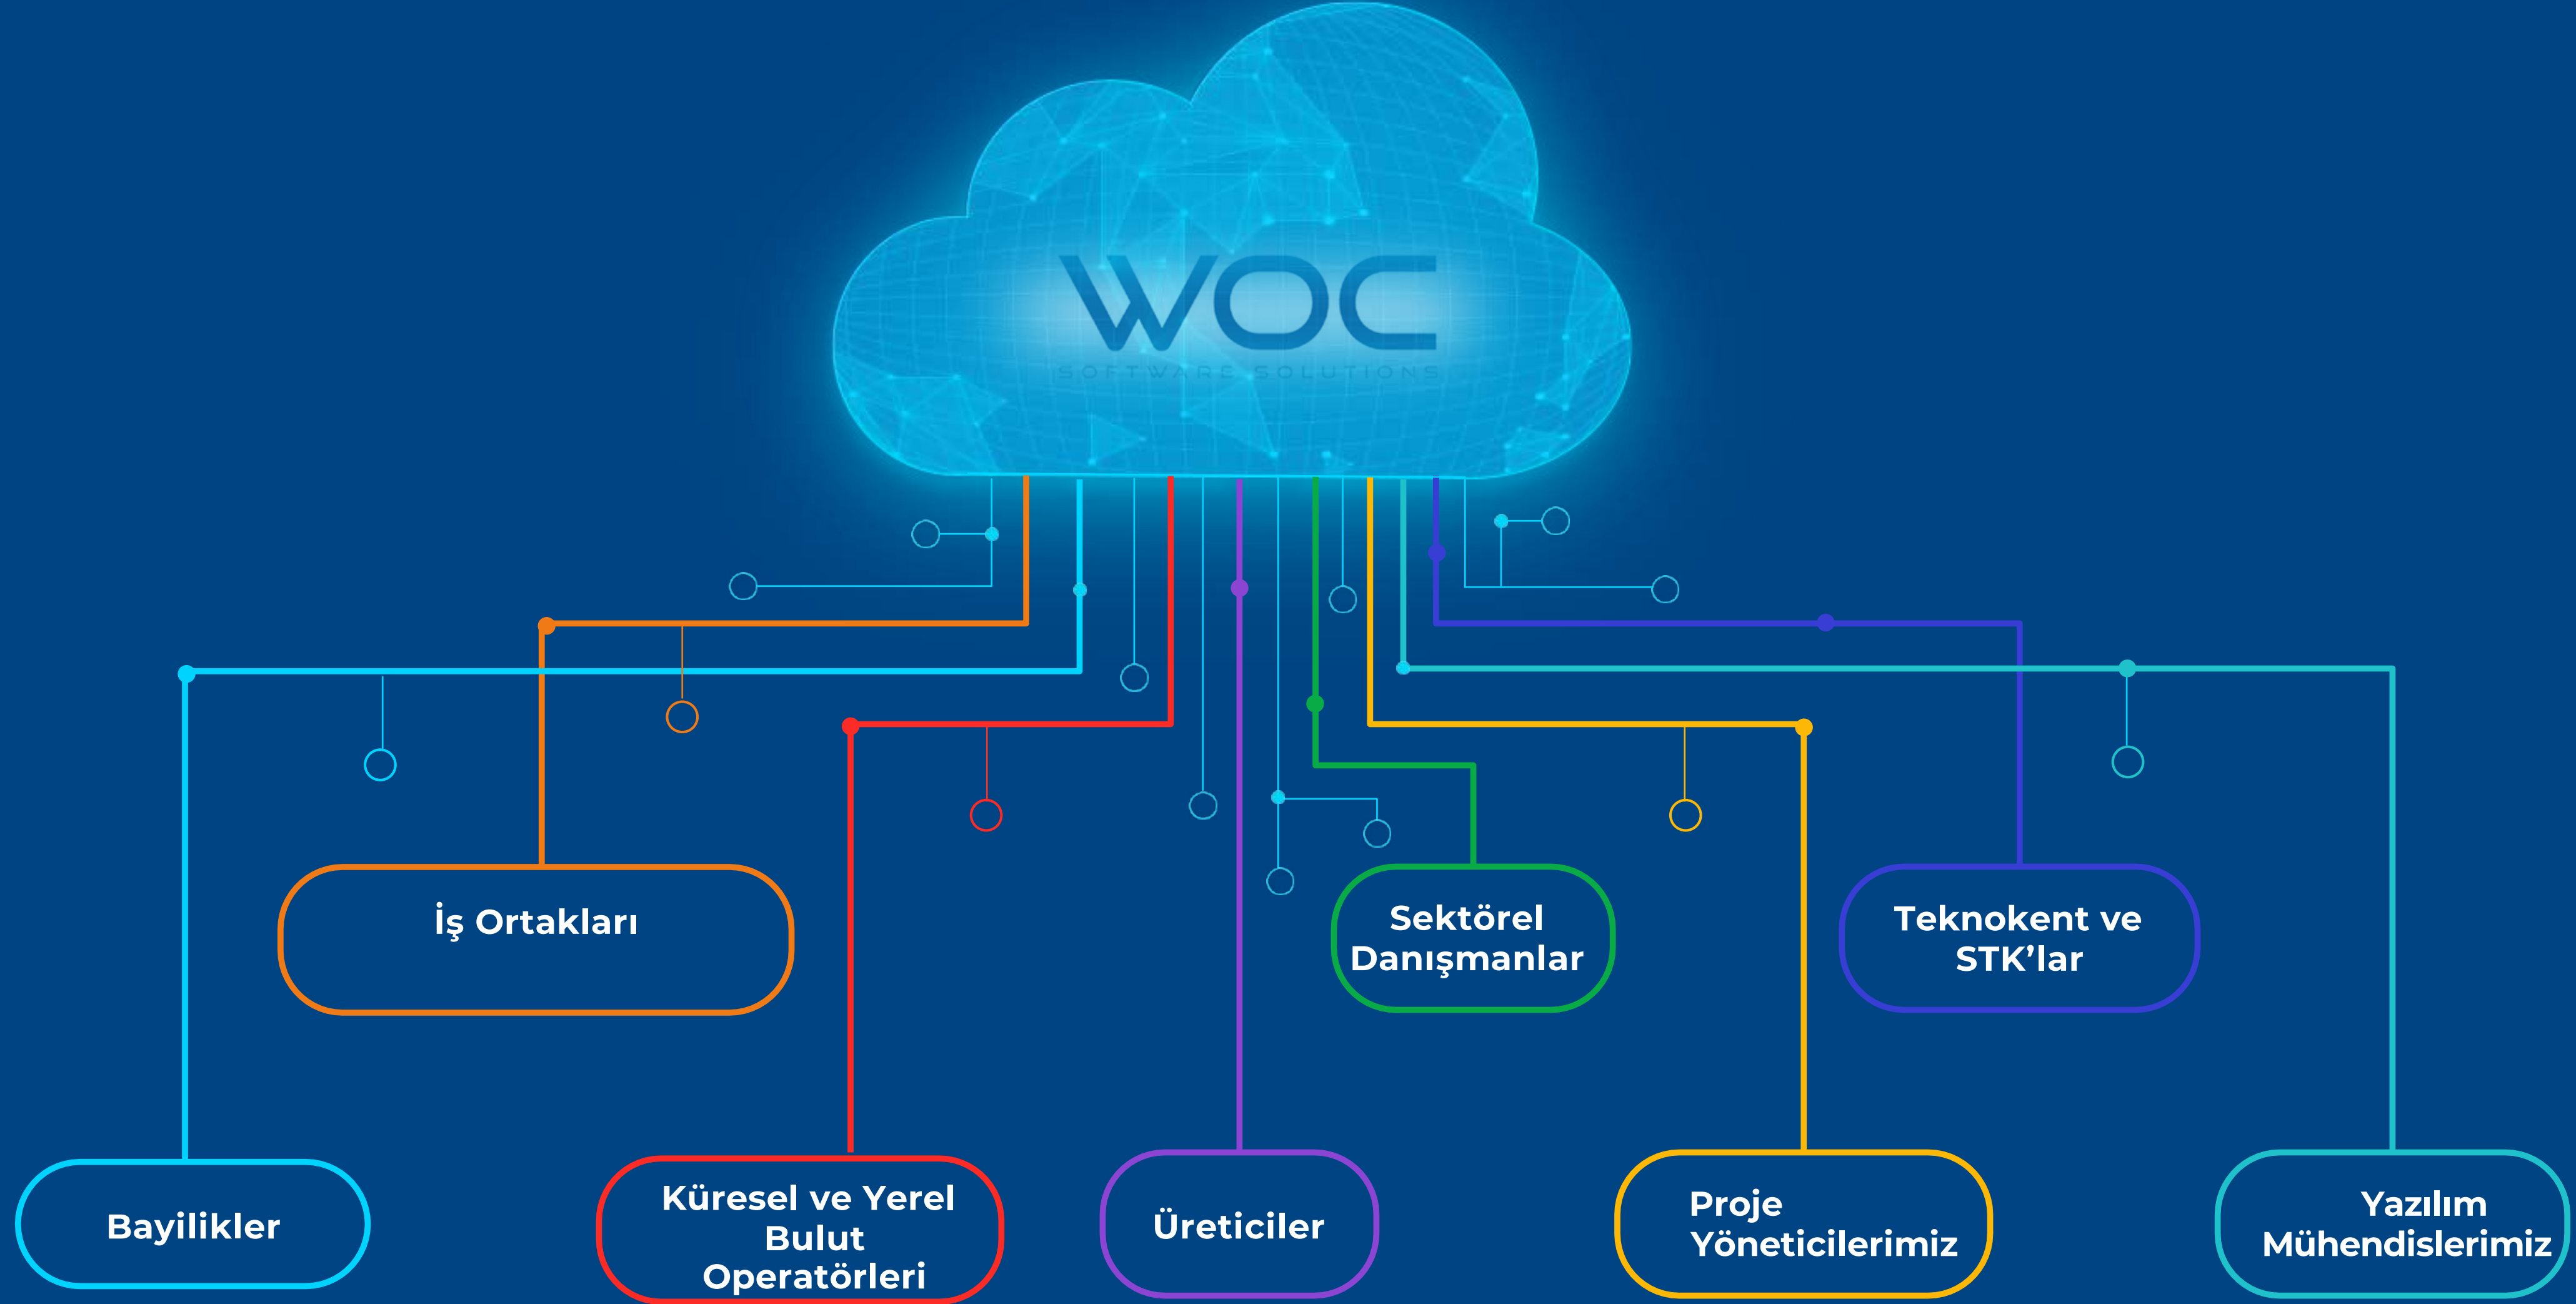 WOC
SOFTWARE SOLUTIONS
İş Ortakları
Sektörel
Danışmanlar
Teknokent ve
STK’lar
Bayilikler
Küresel ve Yerel
Bulut
Operatörleri
Üreticiler
Proje
Yöneticilerimiz
Yazılım
Mühendislerimiz